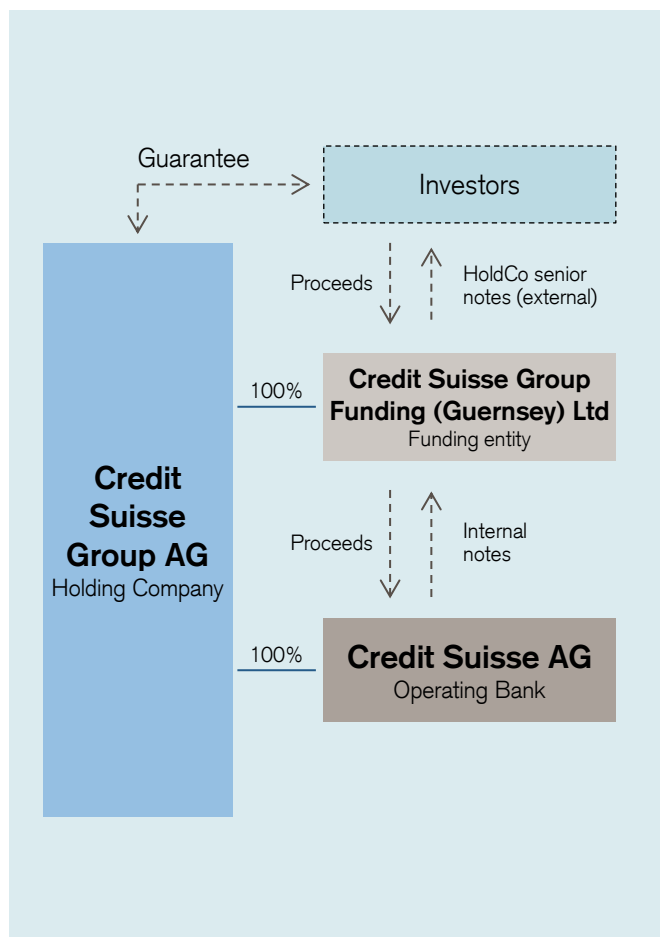 Guarantee
Investors
Proceeds
HoldCo senior
notes (external)
100%
Credit Suisse Group
Funding (Guernsey) Ltd
Funding entity
Credit
Suisse
Group AG
Holding Company
Proceeds
Internal
notes
100%
Credit Suisse AG
Operating Bank